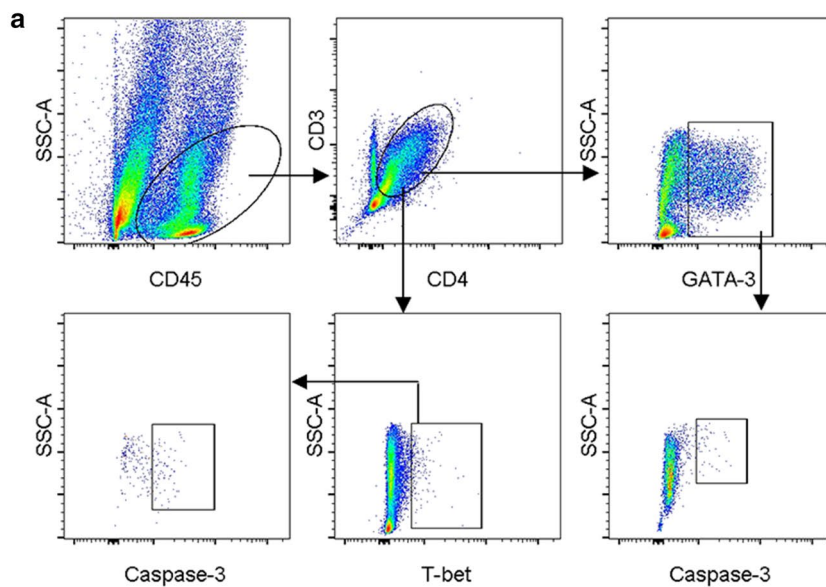 a
SSC-A
CD45
CD3
CD4
SSC-A
GATA-3
SSC-A
Caspase-3
SSC-A
T-bet
SSC-A
Caspase-3